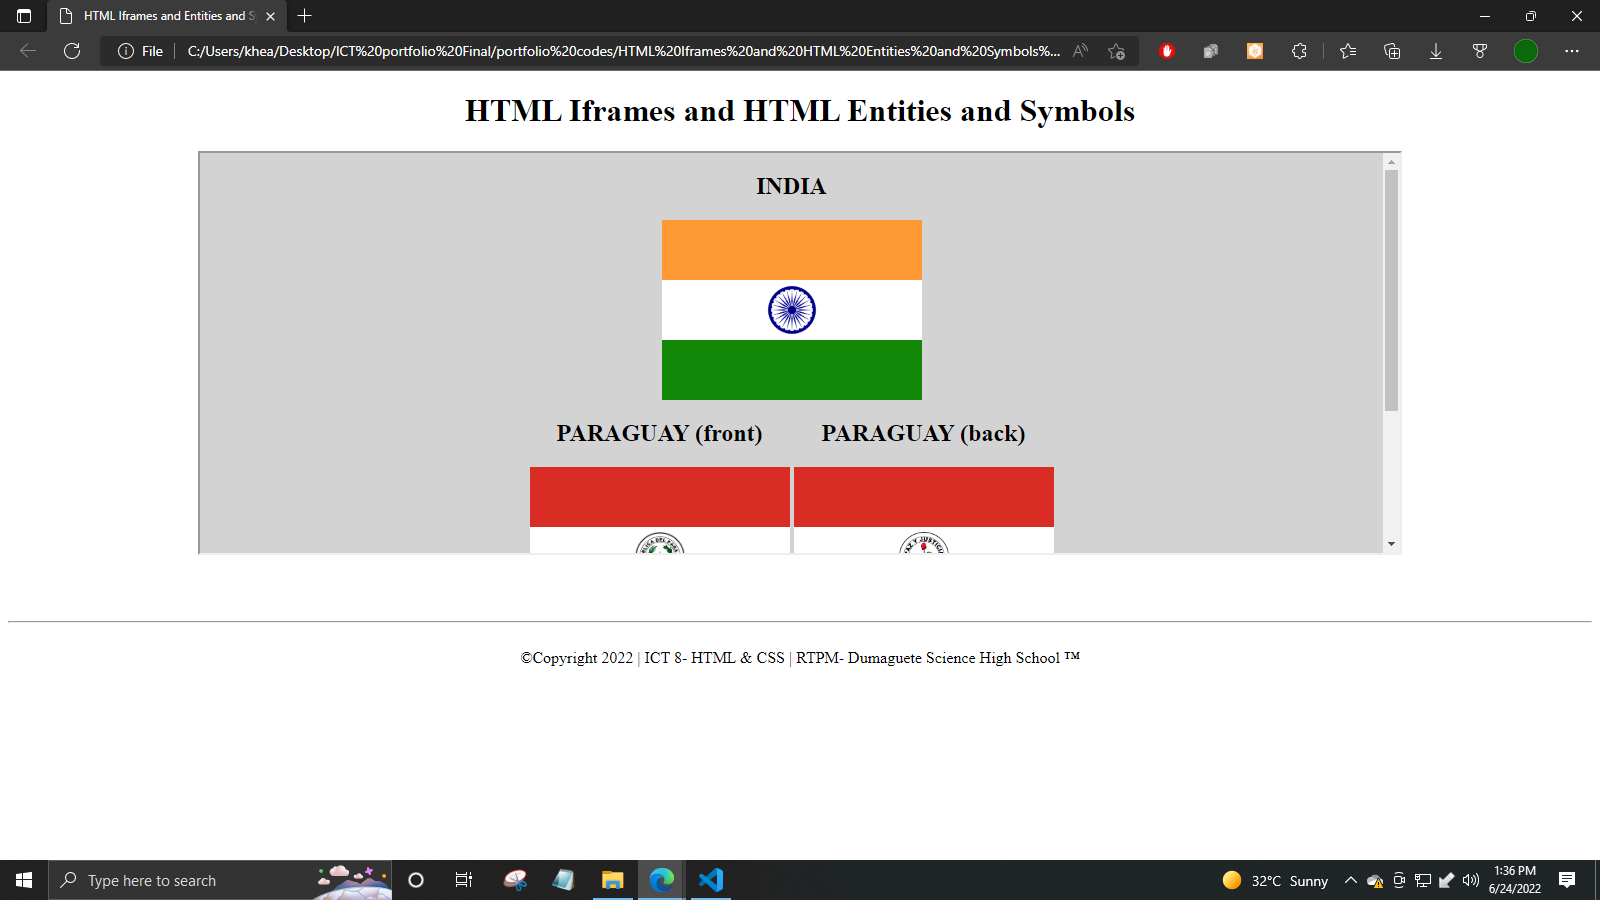 HTML Iframes and Entities and S
File
C:/Users/khea/Desktop/ICT%20portfolio%20Final/portfolio%20codes/HTML%20Iframes%20and%20HTML%20Entities%20and%20Symbols%...
HTML Iframes and HTML Entities and Symbols
INDIA
PARAGUAY (front) PARAGUAY (back)
©Copyright 2022 | ICT 8- HTML & CSS | RTPM- Dumaguete Science High School ™
Type here to search
32°C Sunny
1:36 PM
6/24/2022